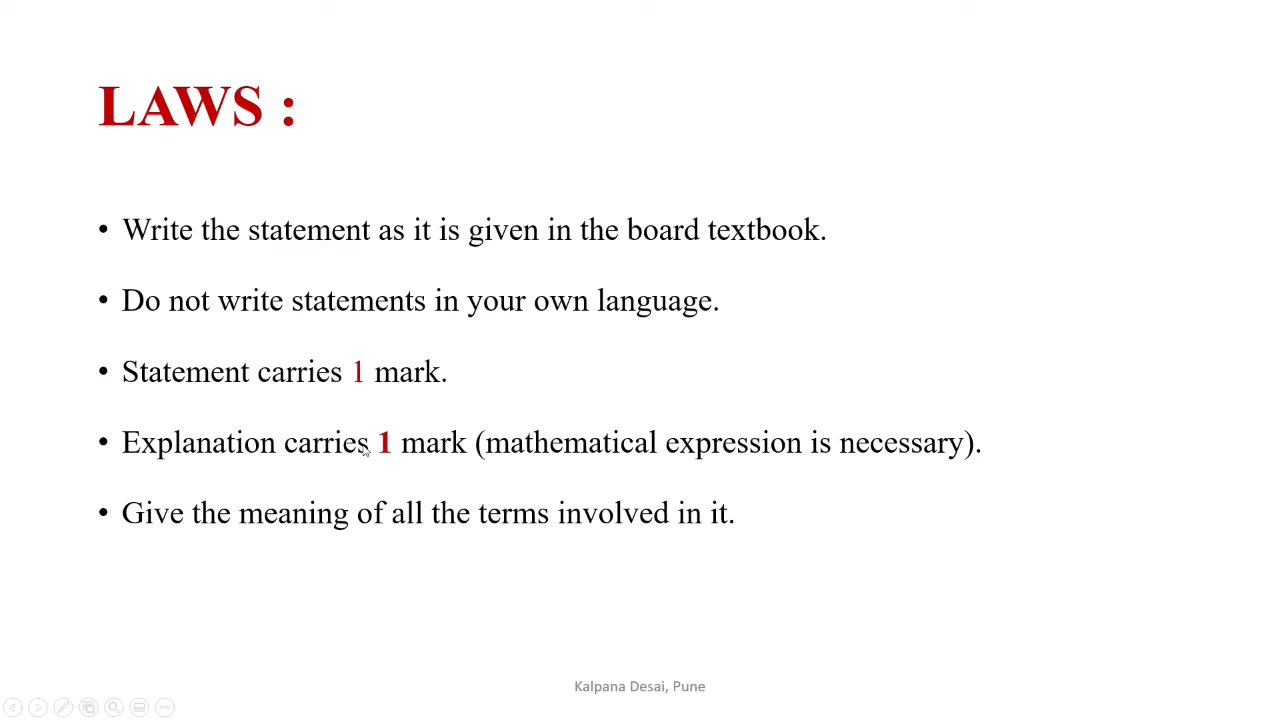 LAWS :
• Write the statement as it is given in the board textbook.
• Do not write statements in your own language.
• Statement carries 1 mark.
• Explanation carries 1 mark (mathematical expression is necessary).
• Give the meaning of all the terms involved in it.
Kalpana Desai, Pune